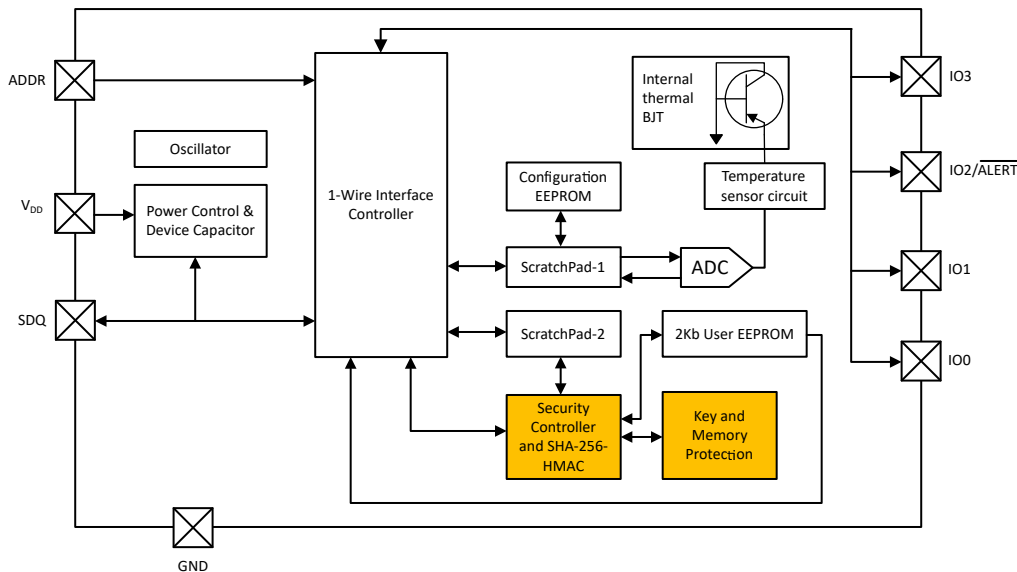 ADDR
V_DD
SDQ
GND
Oscillator
Power Control &
Device Capacitor
1-Wire Interface
Controller
Internal
thermal
BJT
Configuration
EEPROM
Temperature
sensor circuit
ScratchPad-1
ADC
ScratchPad-2
2Kb User EEPROM
Security
Controller
and SHA-256-
HMAC
Key and
Memory
Protection
IO3
IO2/ALERT
IO1
IO0